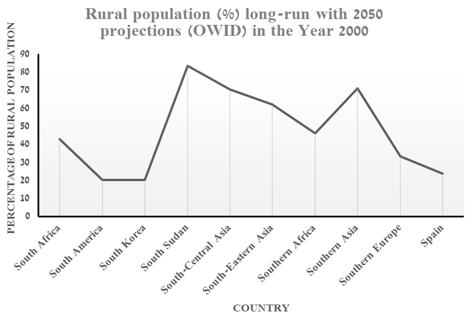 Rural population (%) long-run with 2050
projections (OWID) in the Year 2000
PERCENTAGE OF RURAL POPULATION
90
80
70
60
50
40
30
20
10
0
South Africa
South America
South Korea
South Sudan
South-Central Asia
South-Eastern Asia
Southern Africa
Southern Asia
Southern Europe
Spain
COUNTRY